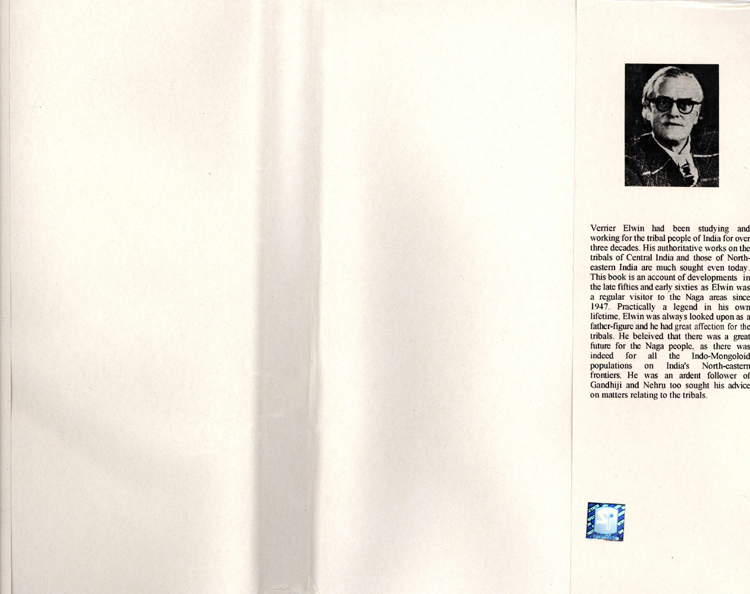 Verrier Elwin had been studying and
working for the tribal people of India for over
three decades. His authoritative works on the
tribals of Central India and those of North-
eastern India are much sought even today.
This book is an account of developments in
the late fifties and early sixties as Elwin was
a regular visitor to the Naga areas since
1947. Practically a legend in his own
lifetime, Elwin was always looked upon as a
father-figure and he had great affection for the
tribals. He beleived that there was a great
future for the Naga people, as there was
indeed for all the Indo-Mongoloid
populations on India's North-eastern
frontiers. He was an ardent follower of
Gandhiji and Nehru too sought his advice
on matters relating to the tribals.